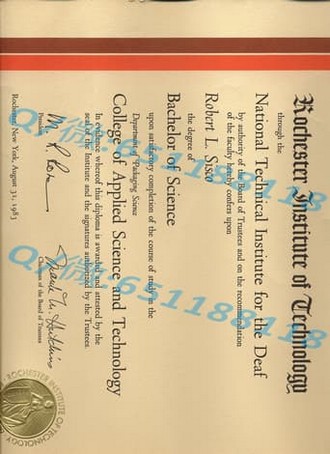 Rochester Institute of Technology
through the
National Technical Institute for the Deaf
by authority of the Board of Trustees and on the recommendation
of the faculty hereby confers upon
Robert L. Sisco
the degree of
Bachelor of Science
upon satisfactory completion of the course of study in the
Department of Packaging Science
College of Applied Science and Technology
In evidence whereof this diploma is awarded and attested by the
seal of the Institute and the signatures authorized by the Trustees
President
Chairman of the Board of Trustees
Rochester New York, August 31, 1983
ROCHESTER INSTITUTE OF TECHNOLOGY